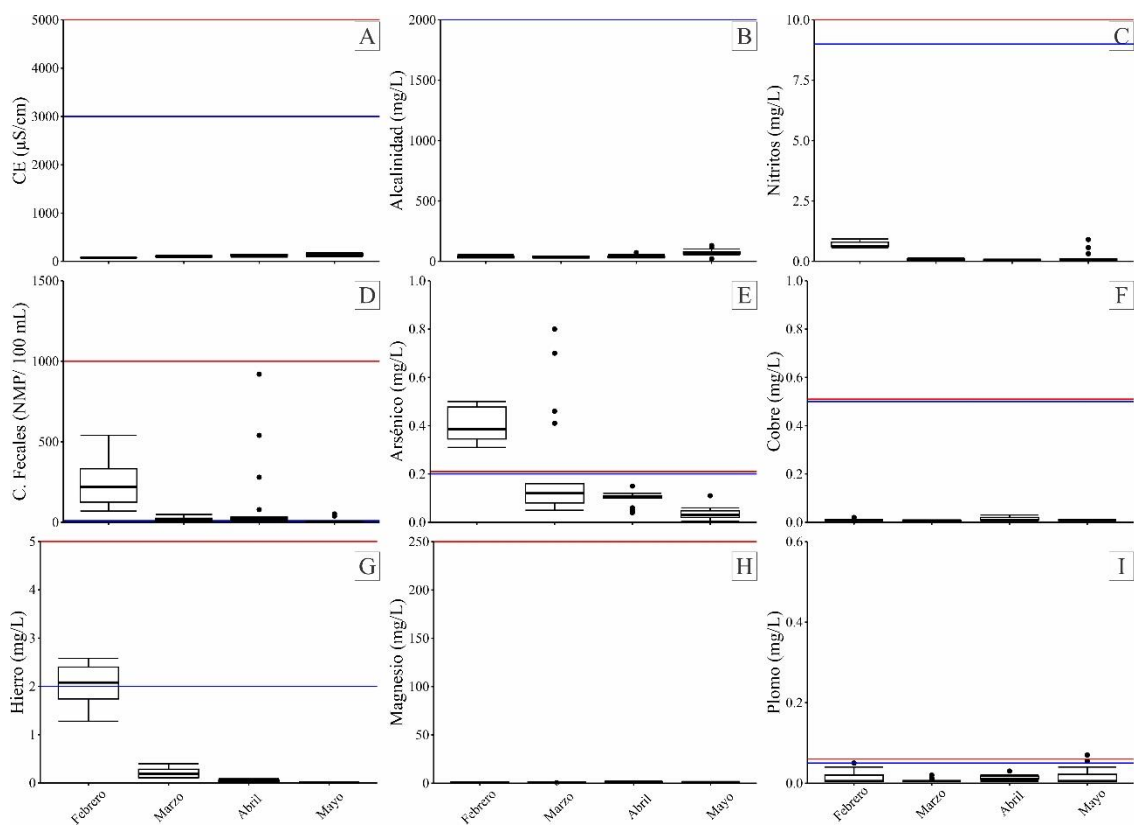 A
CE (µS/cm)
5000
4000
3000
2000
1000
0
B
Alcalinidad (mg/L)
2000
1500
1000
500
0
C
Nitritos (mg/L)
10.0
7.5
5.0
2.5
0.0
D
C. Fecales (NMP/ 100 mL)
1500
1000
500
0
E
Arsénico (mg/L)
1.0
0.8
0.6
0.4
0.2
0.0
F
Cobre (mg/L)
1.0
0.8
0.6
0.4
0.2
0.0
G
Hierro (mg/L)
5
4
3
2
1
0
Febrero Marzo Abril Mayo
H
Magnesio (mg/L)
250
200
150
100
50
0
Febrero Marzo Abril Mayo
I
Plomo (mg/L)
0.6
0.4
0.2
0.0
Febrero Marzo Abril Mayo